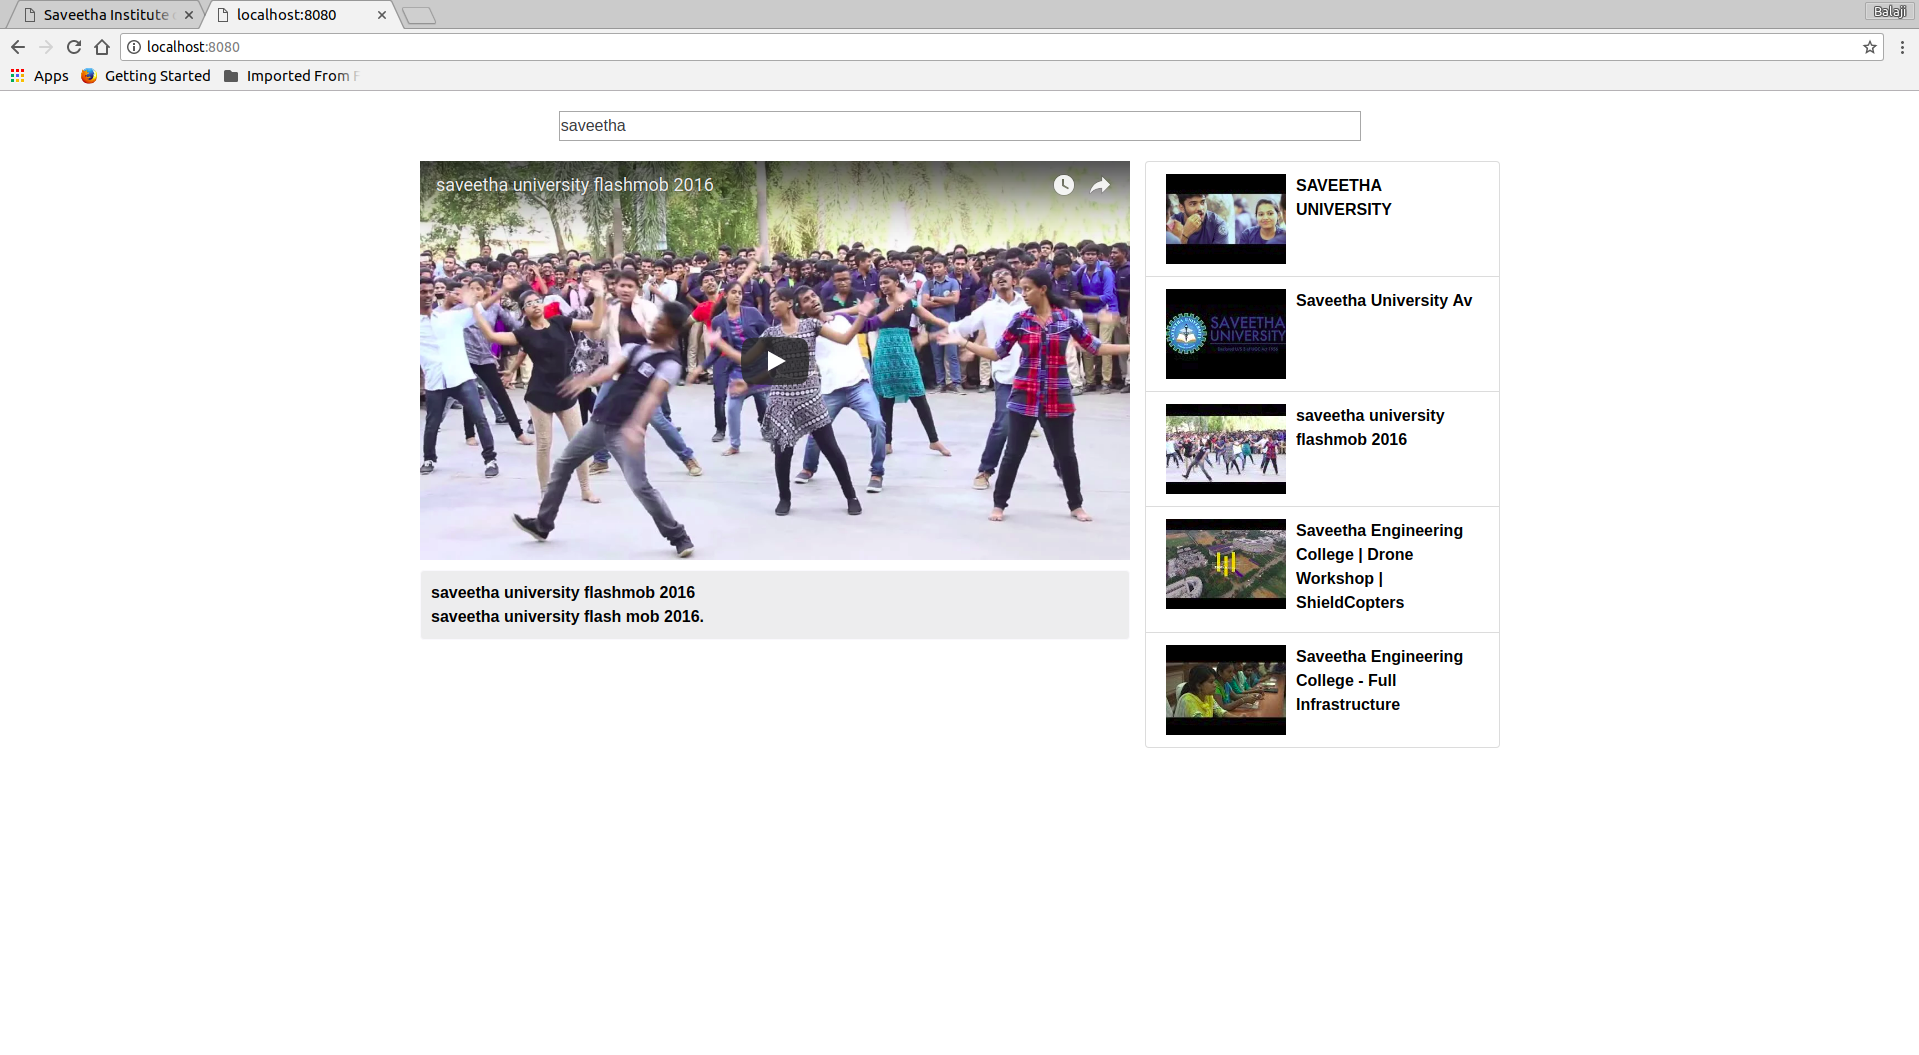 Saveetha Institute
localhost:8080
Balaji
localhost:8080
Apps
Getting Started
Imported From F
saveetha
saveetha university flashmob 2016
saveetha university flashmob 2016
saveetha university flash mob 2016.
SAVEETHA
UNIVERSITY
SAVEETHA
UNIVERSITY
Saveetha University Av
saveetha university
flashmob 2016
Saveetha Engineering
College | Drone
Workshop |
ShieldCopters
Saveetha Engineering
College - Full
Infrastructure